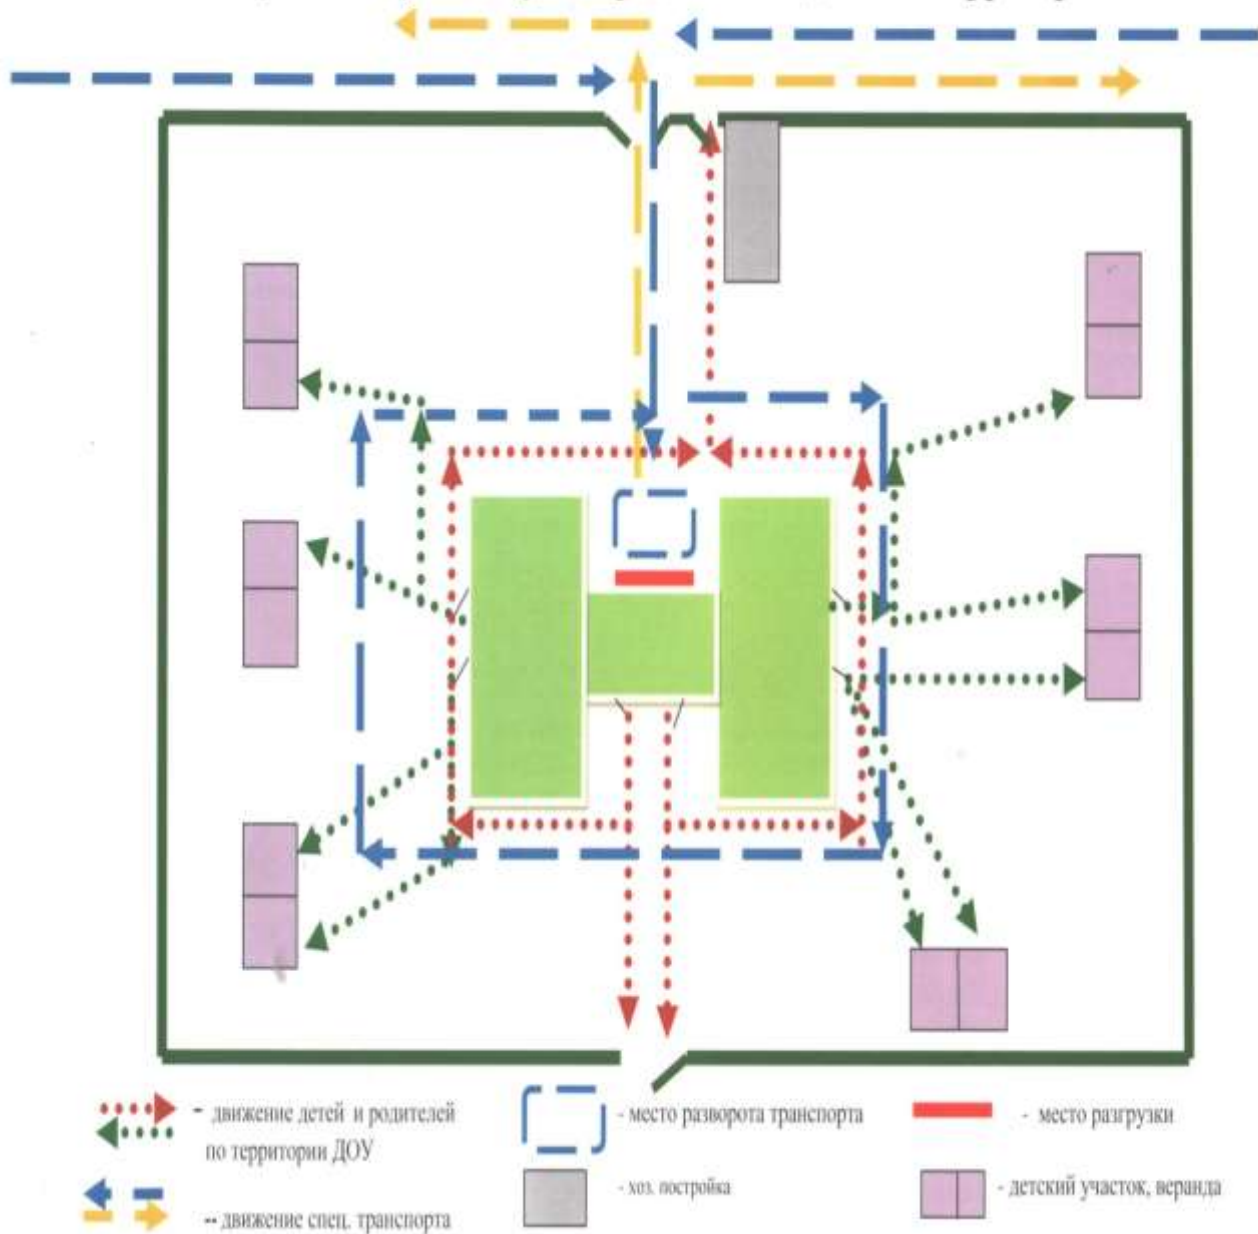 - движение детей и родителей
по территории ДОУ
- место разворота транспорта
- место разгрузки
- хоз. постройка
- детский участок, веранда
-- движение спец. транспорта